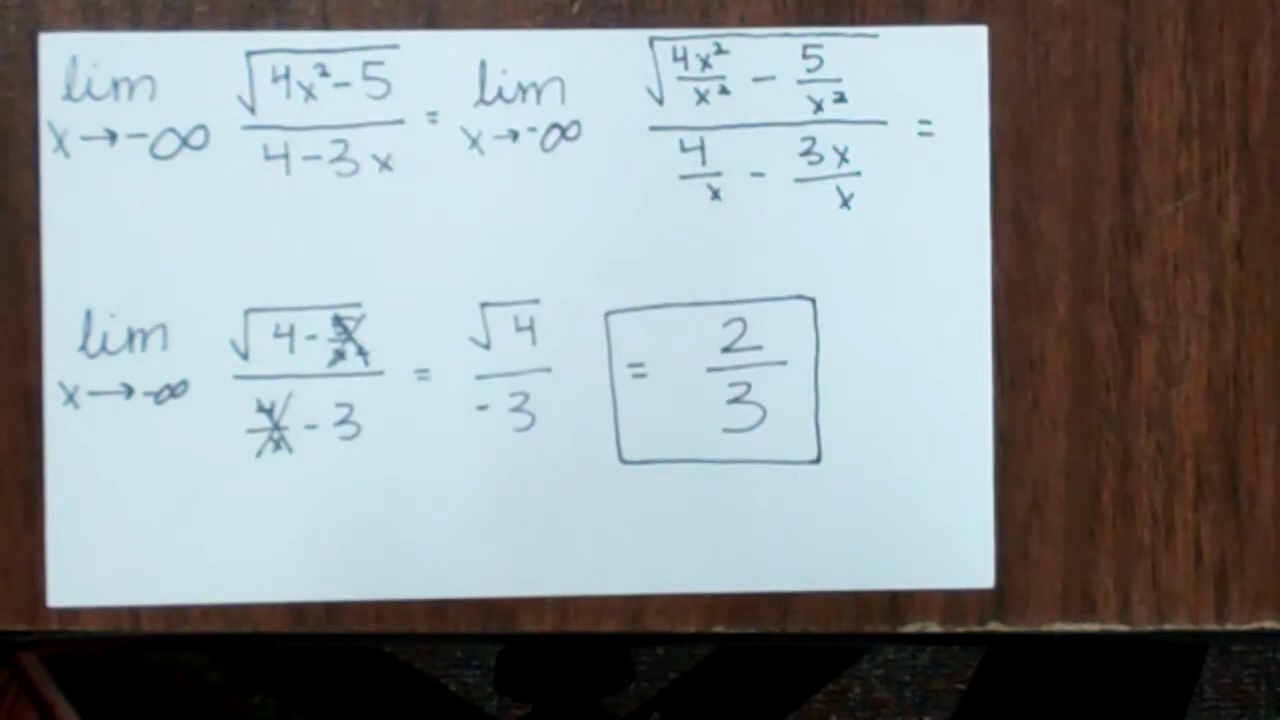 lim x→-∞ √(4x²-5) / (4-3x) = lim x→-∞ √(4x²/x² - 5/x²) / (4/x - 3x/x) =
lim x→-∞ √(4-5/x²) / (4/x - 3) = √4 / -3 = 2/3